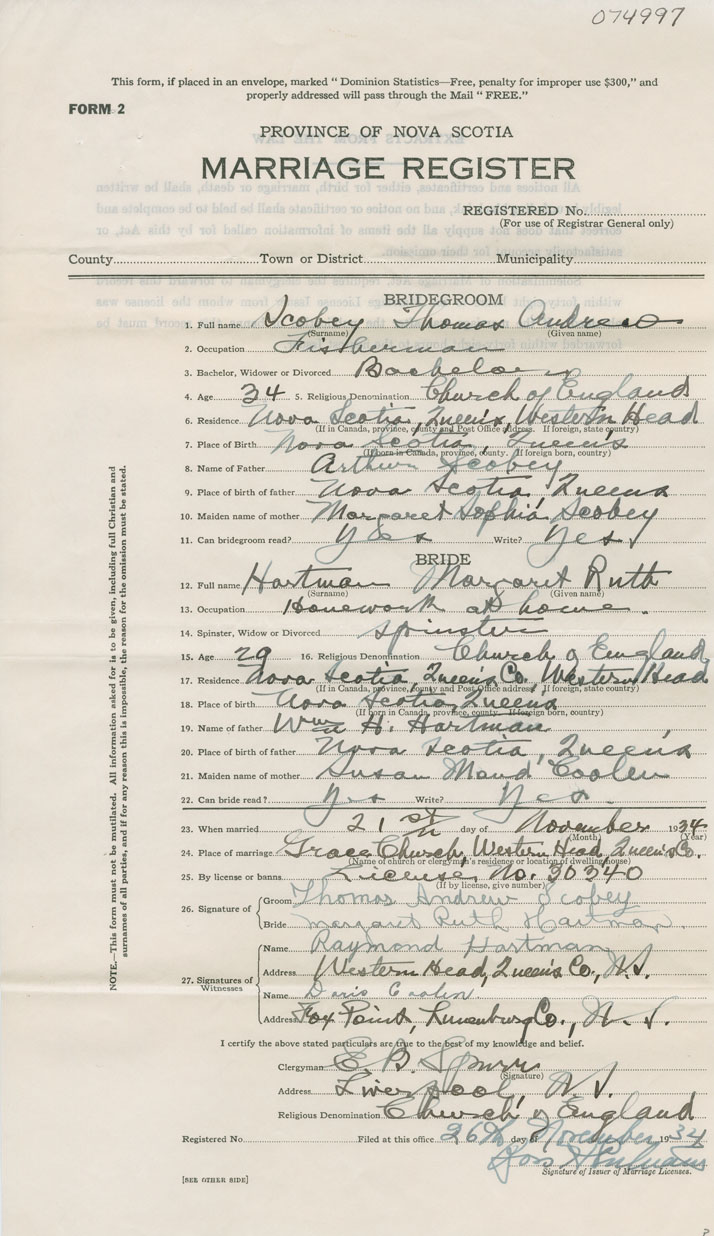 074997
This form, if placed in an envelope, marked “ Dominion Statistics—Free, penalty for improper use $300,” and
properly addressed will pass through the Mail “ FREE.”
FORM 2
PROVINCE OF NOVA SCOTIA
MARRIAGE REGISTER
REGISTERED No.
(For use of Registrar General only)
County Town or District Municipality
BRIDEGROOM
1. Full name Scobey Thomas Andrew
(Surname) (Given name)
2. Occupation Fisherman
3. Bachelor, Widower or Divorced Bachelor
4. Age 34 5. Religious Denomination Church of England
6. Residence Nova Scotia, Queen's, Western Head
(If in Canada, province, county and Post Office address. If foreign, state country)
7. Place of Birth Nova Scotia, Queen's
(If born in Canada, province, county. If foreign born, country)
8. Name of Father Arthur Scobey
9. Place of birth of father Nova Scotia, Queens
10. Maiden name of mother Margaret Sophia Scobey
11. Can bridegroom read? Yes Write? Yes
BRIDE
12. Full name Hartman Margaret Ruth
(Surname) (Given name)
13. Occupation Housework at home.
14. Spinster, Widow or Divorced spinster
15. Age 29 16. Religious Denomination Church of England
17. Residence Nova Scotia, Queen's Co. Western Head
(If in Canada, province, county and Post Office address If foreign, state country)
18. Place of birth Nova Scotia, Queens
(If born in Canada, province, county. If foreign born, country)
19. Name of father Wm H. Hartman
20. Place of birth of father Nova Scotia, Queen's
21. Maiden name of mother Susan Maud Coolen
22. Can bride read? Yes Write? Yes.
23. When married 21st day of November 1934
(Month) (Year)
24. Place of marriage Grace Church, Western Head, Queen's Co.
(Name of church or clergyman's residence or location of dwelling house)
25. By license or banns License No. 30340
(If by license, give number)
26. Signature of Groom Thomas Andrew Scobey
Bride Margaret Ruth Hartman.
27. Signatures of Witnesses
Name Raymond Hartman
Address Western Head, Queen's Co., N.S.
Name Doris Coolen.
Address Fox Point, Lunenburg Co., N.S.
I certify the above stated particulars are true to the best of my knowledge and belief.
Clergyman E. B. Spurr
(Signature)
Address Liverpool, N.S.
Religious Denomination Church of England
Registered No. Filed at this office 26th day of November 1934
Signature of Issuer of Marriage Licenses.
[SEE OTHER SIDE]
NOTE.—This form must not be mutilated. All information asked for is to be given, including full Christian and
surnames of all parties, and if for any reason this is impossible, the reason for the omission must be stated.